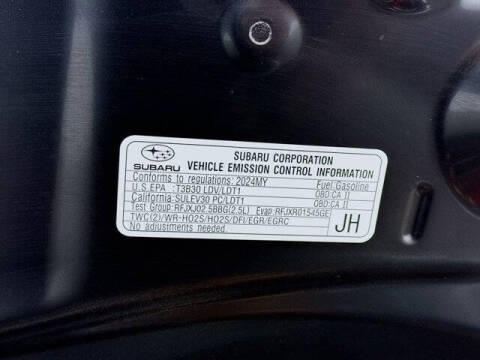 SUBARU
SUBARU CORPORATION
VEHICLE EMISSION CONTROL INFORMATION
Conforms to regulations: 2024MY Fuel Gasoline
U.S.EPA :T3B30 LDV/LDT1 OBD:CA II
California:SULEV30 PC/LDT1 OBD:CA II
Test Group:RFJXJ02.5BBG(2.5L) Evap:RFJXR01545GE
TWC(2)/WR-HO2S/HO2S/DFI/EGR/EGRC
No adjustments needed.
JH